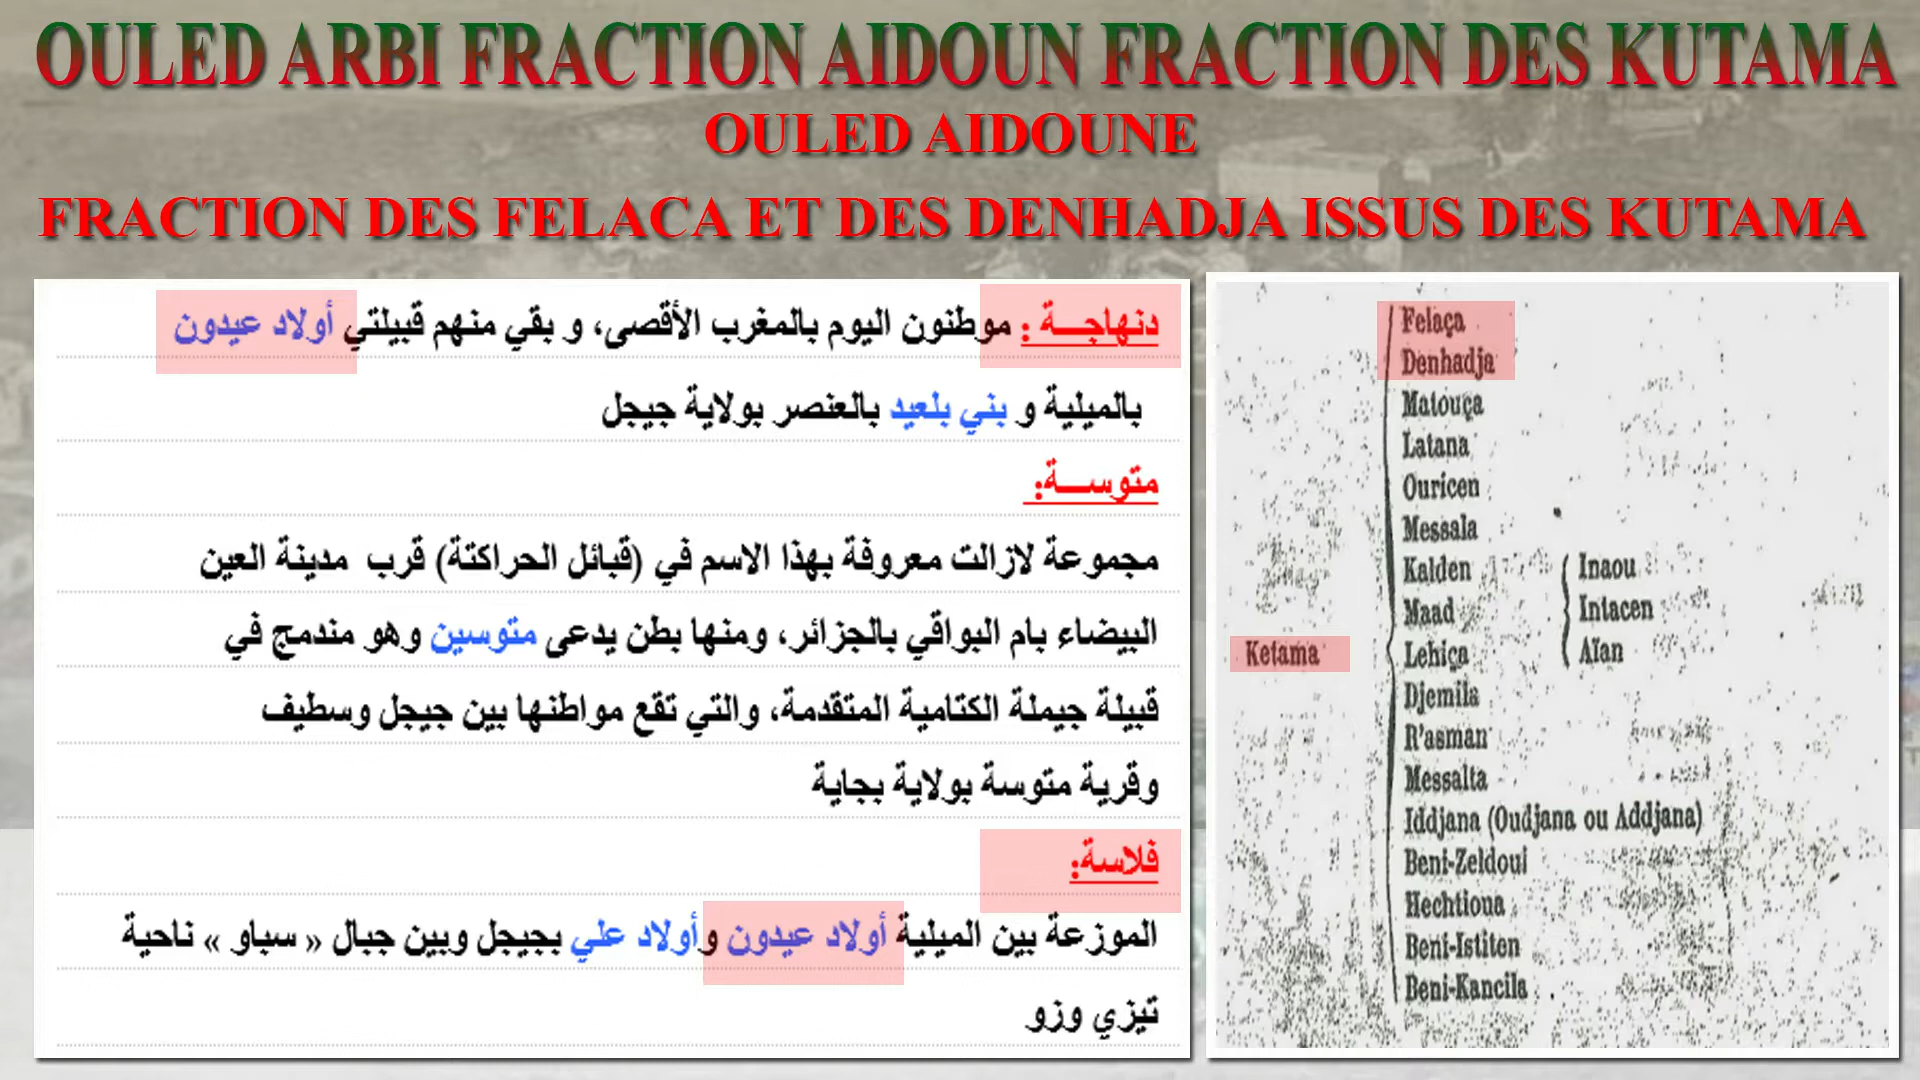 OULED ARBI FRACTION AIDOUN FRACTION DES KUTAMA
OULED AIDOUNE
FRACTION DES FELACA ET DES DENHADJA ISSUS DES KUTAMA
دنهاجـــة : موطنون اليوم بالمغرب الأقصى، و بقي منهم قبيلتي أولاد عيدون
بالميلية و بني بلعيد بالعنصر بولاية جيجل
متوســـة:
مجموعة لازالت معروفة بهذا الاسم في (قبائل الحراكتة) قرب مدينة العين
البيضاء بام البواقي بالجزائر، ومنها بطن يدعى متوسين وهو مندمج في
قبيلة جيملة الكتامية المتقدمة، والتي تقع مواطنها بين جيجل وسطيف
وقرية متوسة بولاية بجاية
فلاسة:
الموزعة بين الميلية أولاد عيدون وأولاد علي بجيجل وبين جبال « سباو » ناحية
تيزي وزو
Ketama
Felaça
Denhadja
Matouça
Latana
Ouricen
Messala
Kalden
Maad
Lehiça
Djemila
R'asman
Messalta
Iddjana (Oudjana ou Addjana)
Beni-Zeldoui
Hechtioua
Beni-Istiten
Beni-Kancila
Inaou
Intacen
Aïan